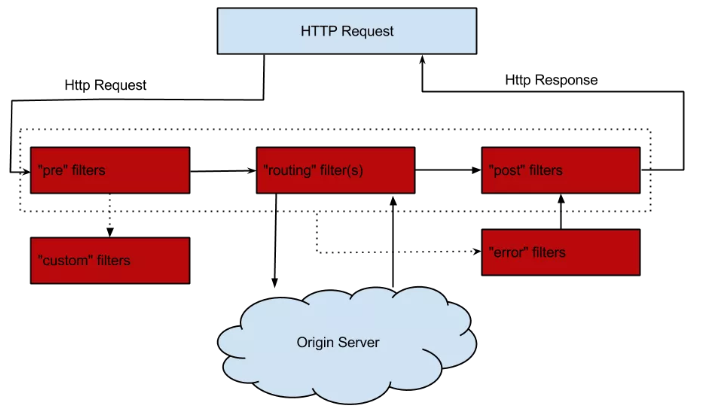 HTTP Request
Http Request
Http Response
"pre" filters
"routing" filter(s)
"post" filters
"custom" filters
"error" filters
Origin Server